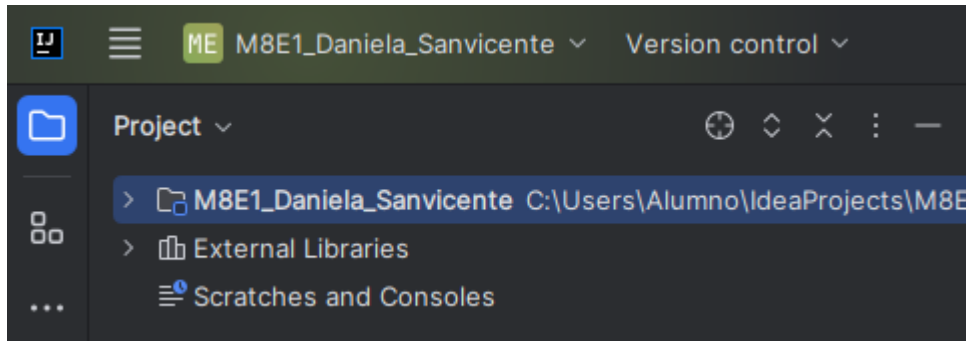 IJ
ME M8E1_Daniela_Sanvicente Version control
Project
M8E1_Daniela_Sanvicente C:\Users\Alumno\IdeaProjects\M8E
External Libraries
Scratches and Consoles